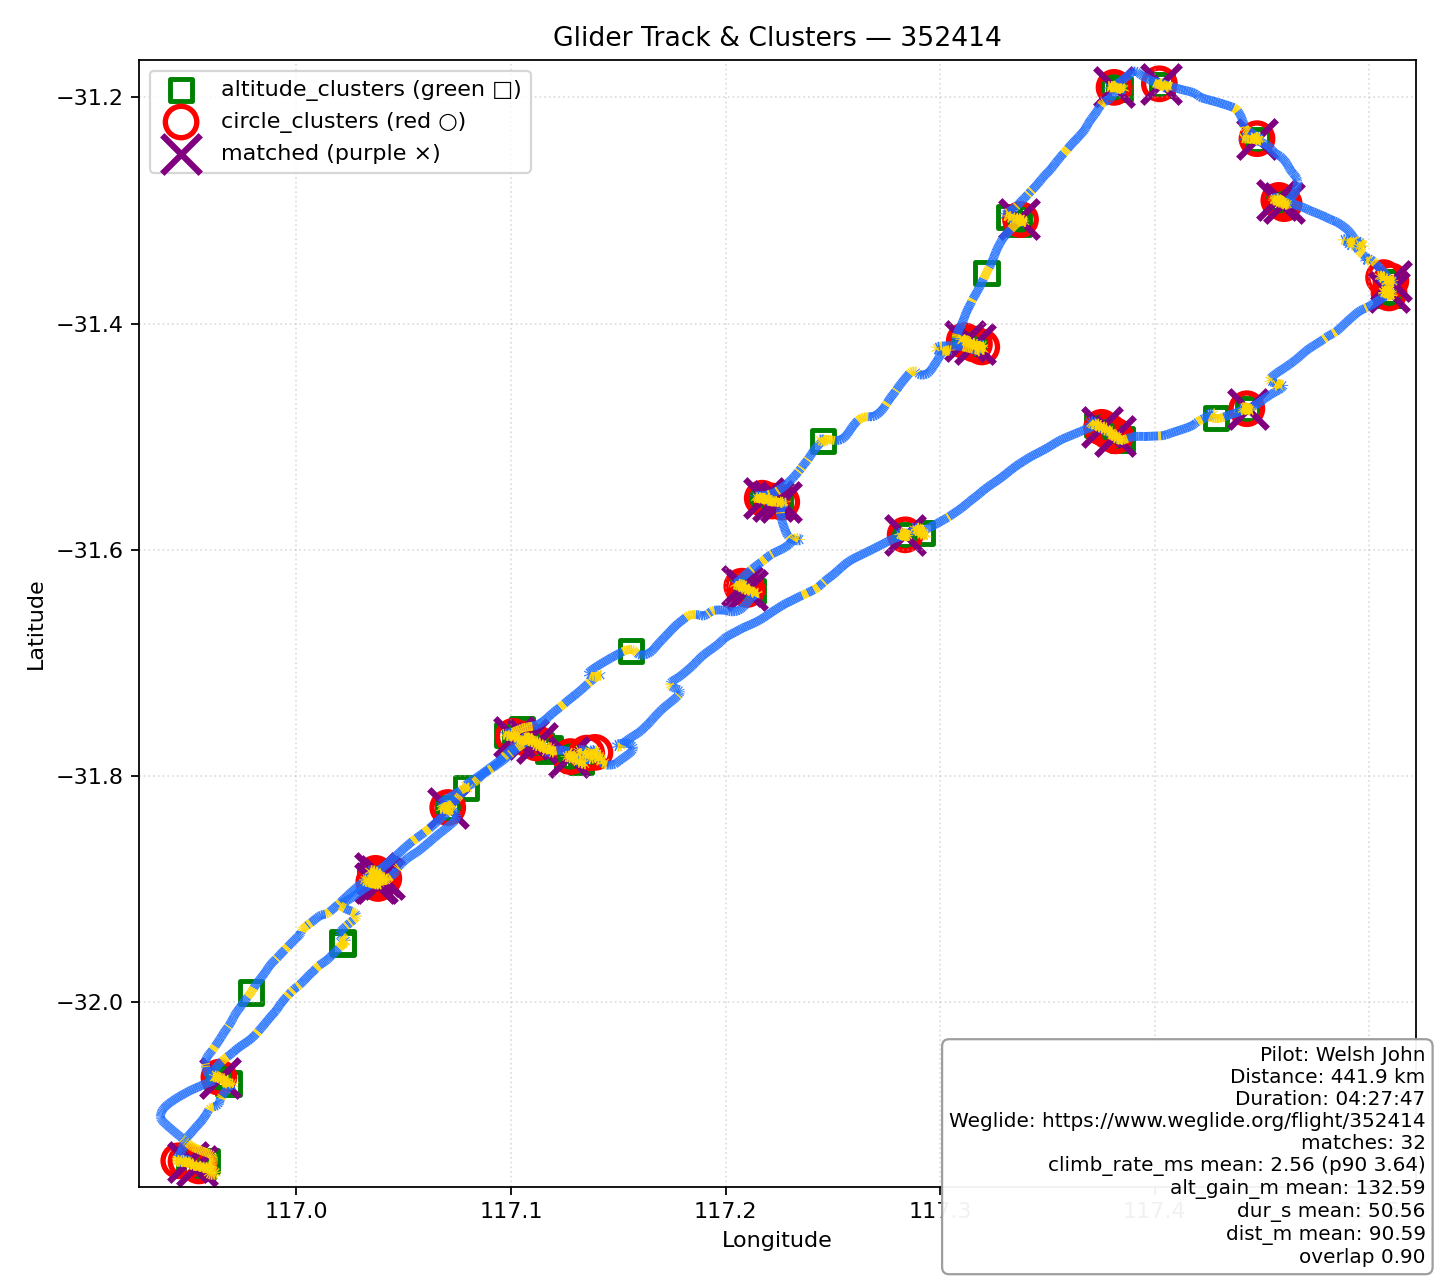 Glider Track & Clusters — 352414
altitude_clusters (green □)
circle_clusters (red ○)
matched (purple ×)
−31.2
−31.4
−31.6
−31.8
−32.0
Latitude
117.0
117.1
117.2
117.3
117.4
Longitude
Pilot: Welsh John
Distance: 441.9 km
Duration: 04:27:47
Weglide: https://www.weglide.org/flight/352414
matches: 32
climb_rate_ms mean: 2.56 (p90 3.64)
alt_gain_m mean: 132.59
dur_s mean: 50.56
dist_m mean: 90.59
overlap 0.90